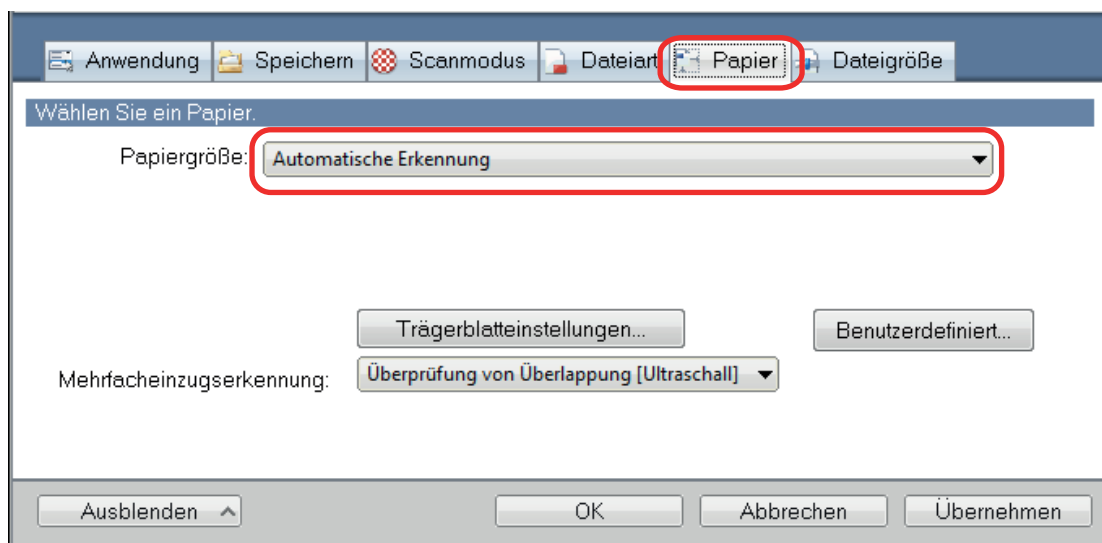 Anwendung Speichern Scanmodus Dateiart Papier Dateigröße
Wählen Sie ein Papier.
Papiergröße: Automatische Erkennung
Trägerblatteinstellungen... Benutzerdefiniert...
Mehrfacheinzugserkennung: Überprüfung von Überlappung [Ultraschall]
Ausblenden OK Abbrechen Übernehmen